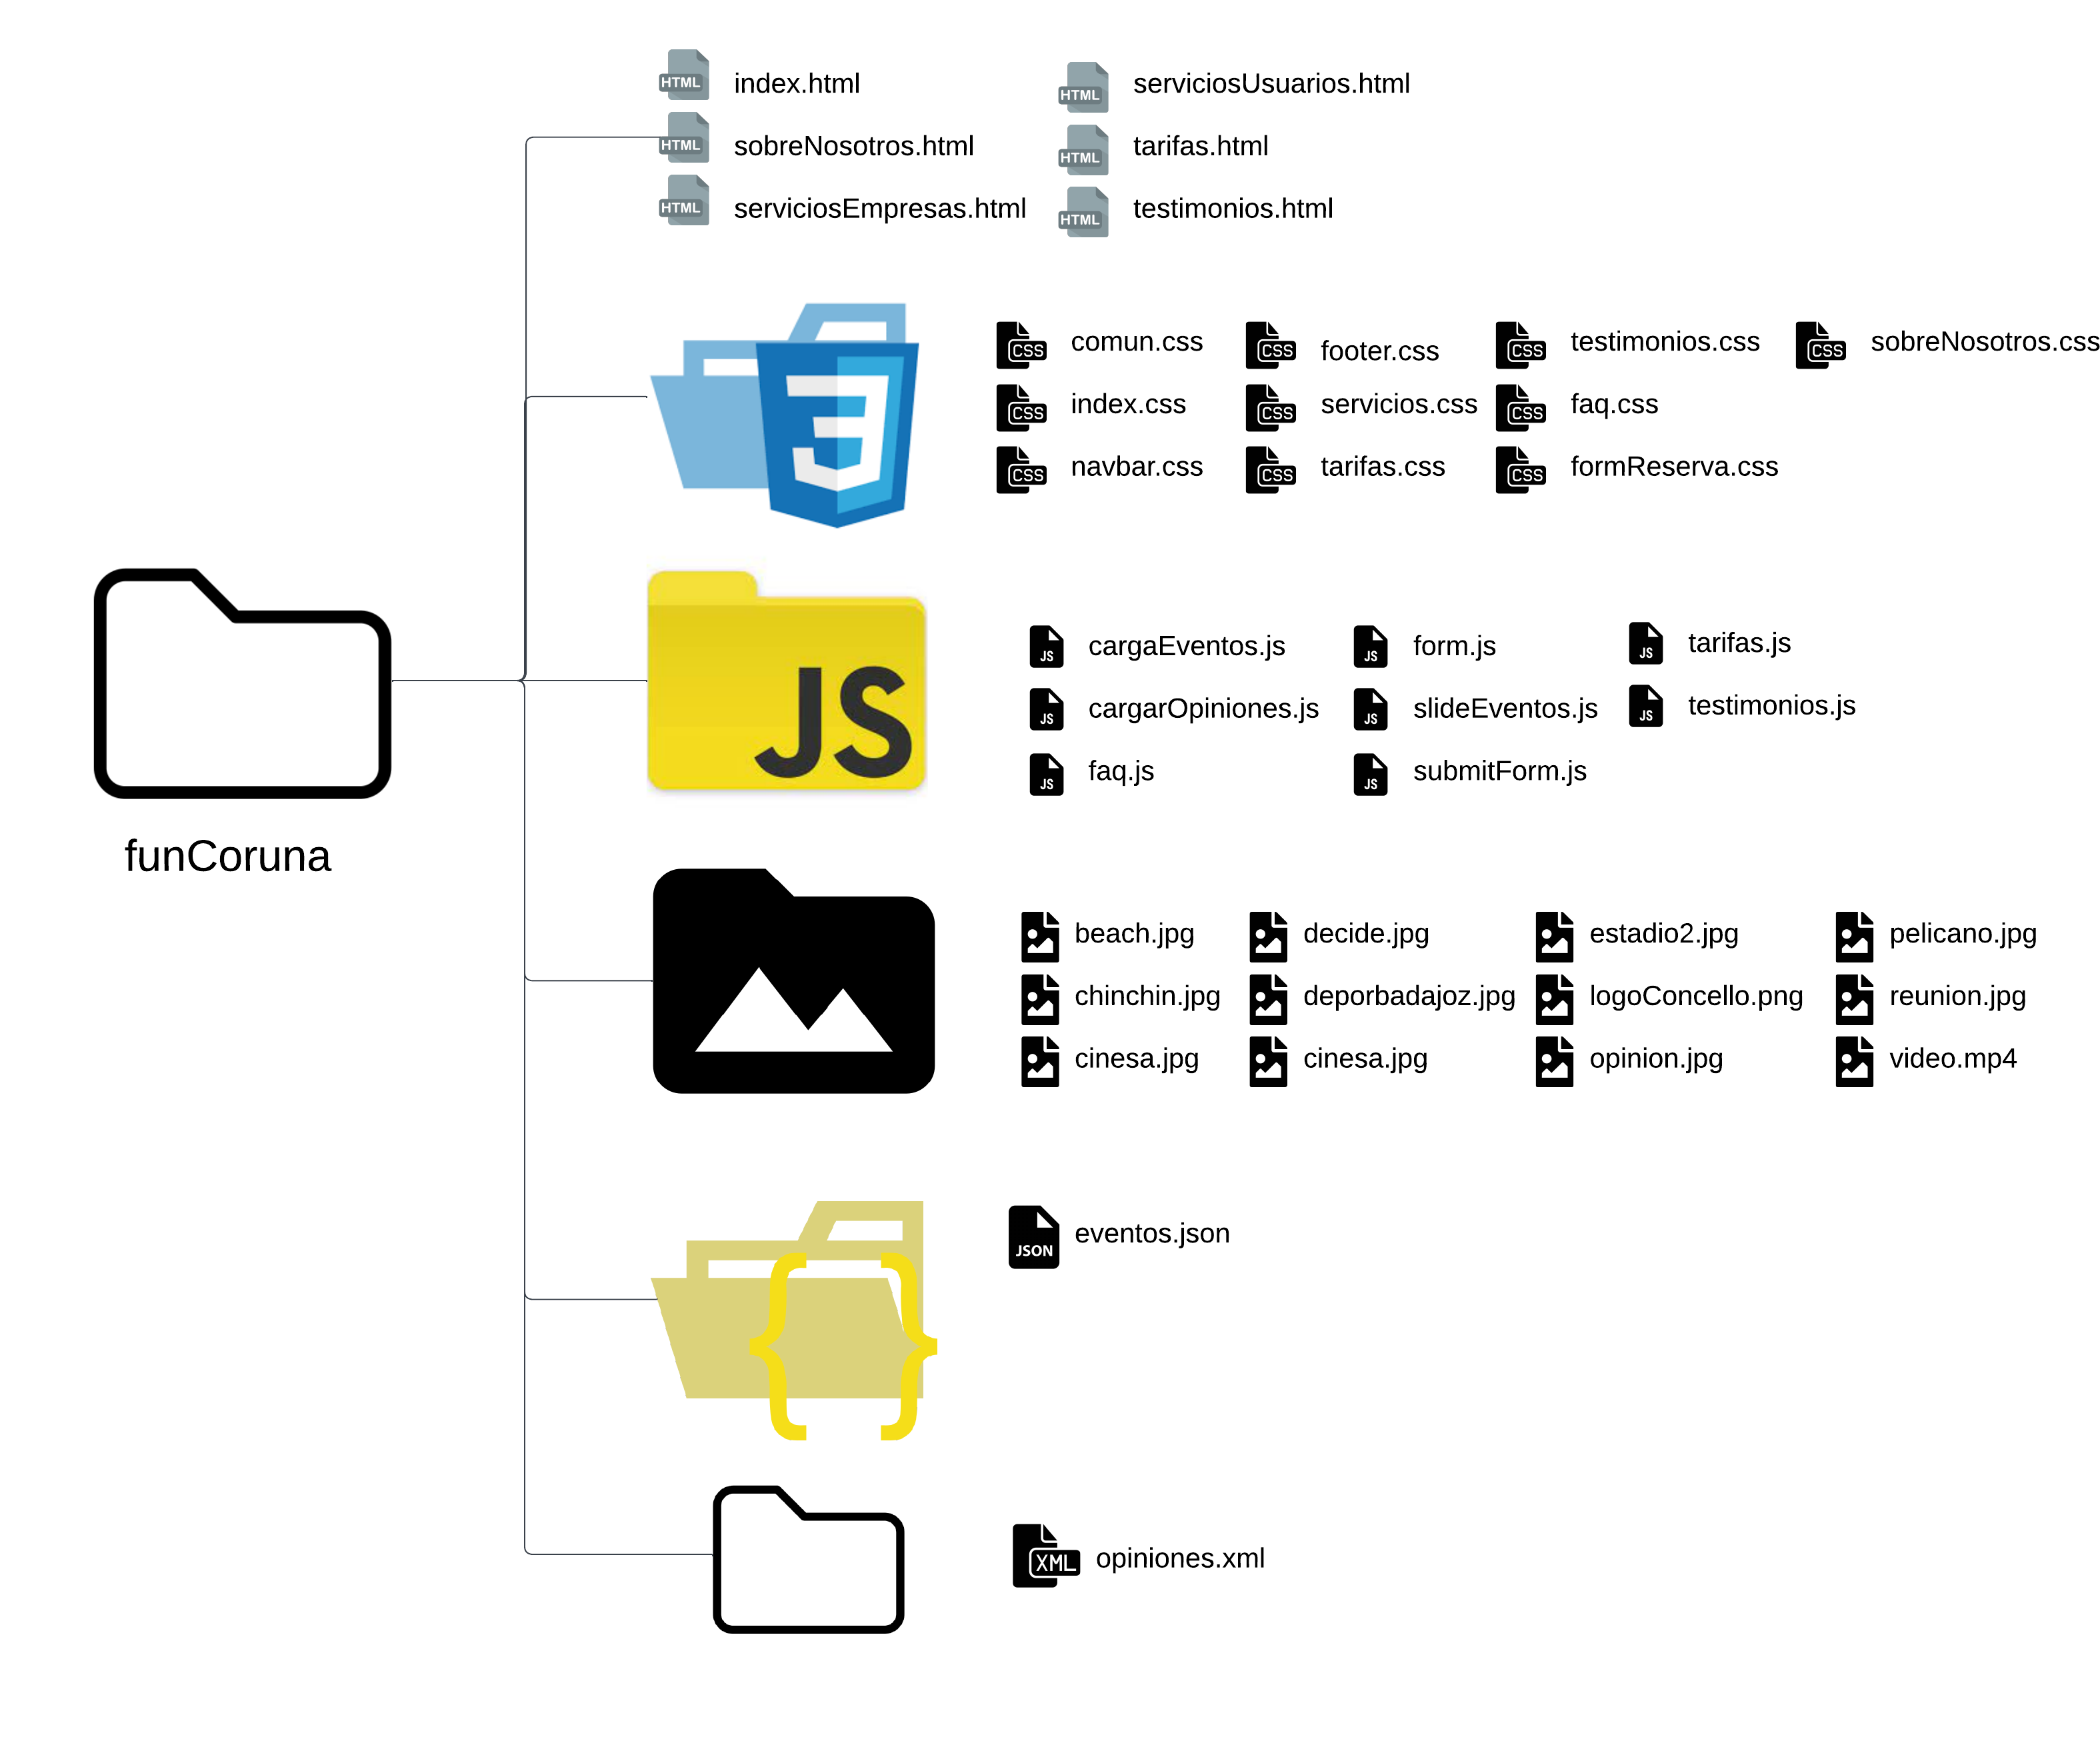 HTML index.html
HTML serviciosUsuarios.html
HTML sobreNosotros.html
HTML tarifas.html
HTML serviciosEmpresas.html
HTML testimonios.html
CSS comun.css
CSS footer.css
CSS testimonios.css
CSS sobreNosotros.css
CSS index.css
CSS servicios.css
CSS faq.css
CSS navbar.css
CSS tarifas.css
CSS formReserva.css
3
JS
JS cargaEventos.js
JS form.js
JS tarifas.js
JS cargarOpiniones.js
JS slideEventos.js
JS testimonios.js
JS faq.js
JS submitForm.js
funCoruna
beach.jpg
decide.jpg
estadio2.jpg
pelicano.jpg
chinchin.jpg
deporbadajoz.jpg
logoConcello.png
reunion.jpg
cinesa.jpg
cinesa.jpg
opinion.jpg
video.mp4
JSON eventos.json
{ }
XML opiniones.xml